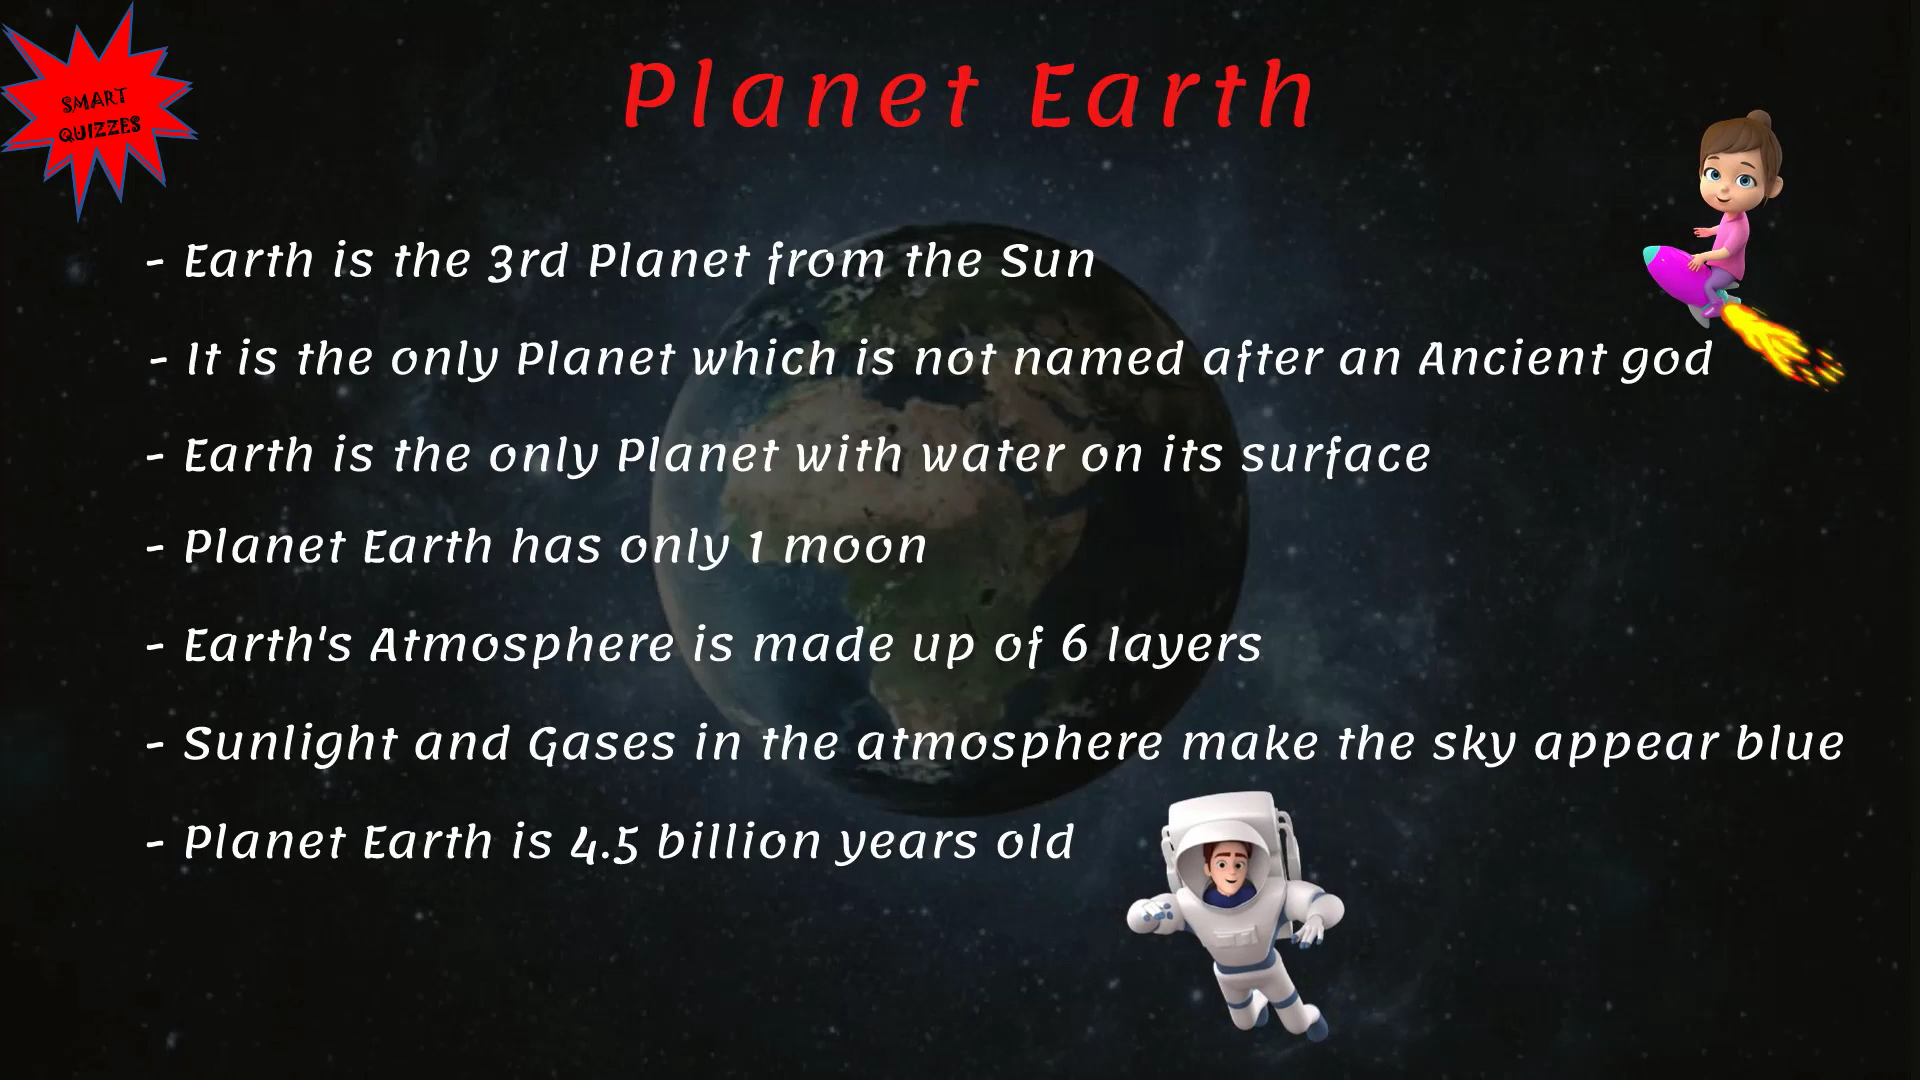 SMART
QUIZZES
Planet Earth
- Earth is the 3rd Planet from the Sun
- It is the only Planet which is not named after an Ancient god
- Earth is the only Planet with water on its surface
- Planet Earth has only 1 moon
- Earth's Atmosphere is made up of 6 layers
- Sunlight and Gases in the atmosphere make the sky appear blue
- Planet Earth is 4.5 billion years old